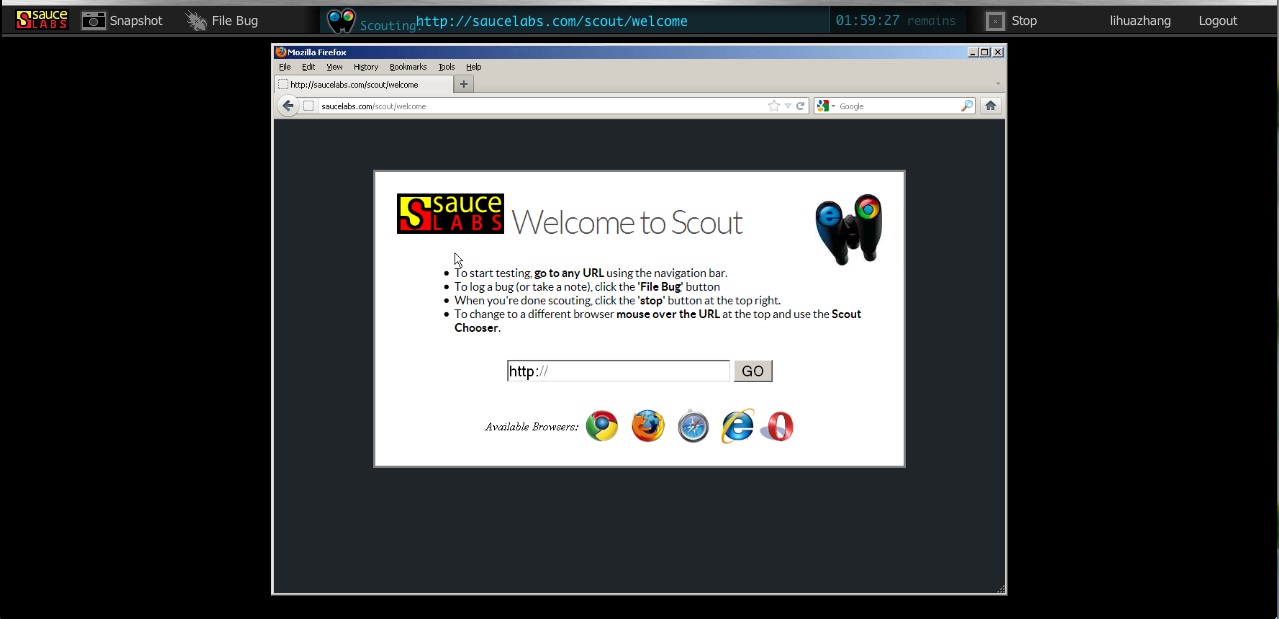 sauce LABS Snapshot File Bug Scouting: http://saucelabs.com/scout/welcome 01:59:27 remains Stop lihuazhang Logout
Mozilla Firefox
File Edit View History Bookmarks Tools Help
http://saucelabs.com/scout/welcome
saucelabs.com/scout/welcome Google
sauce
LABS
Welcome to Scout
To start testing, go to any URL using the navigation bar.
To log a bug (or take a note), click the 'File Bug' button
When you're done scouting, click the 'stop' button at the top right.
To change to a different browser mouse over the URL at the top and use the Scout
Chooser.
http:// GO
Available Browsers: